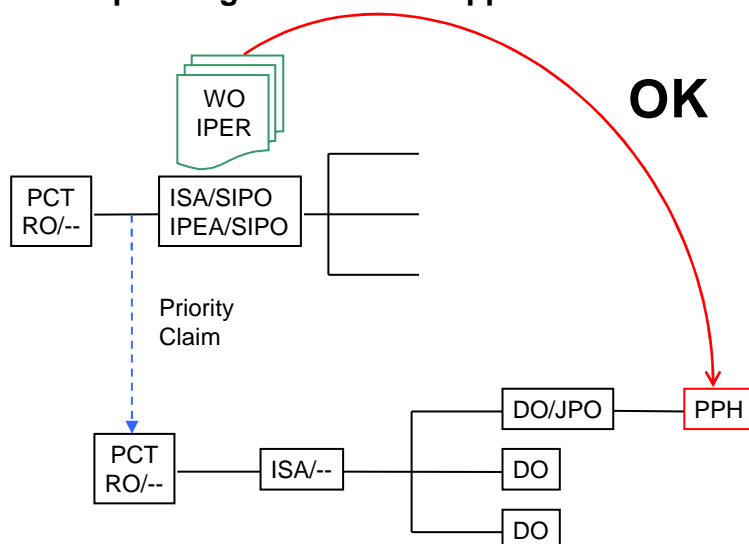 WO
IPER
OK
PCT
RO/--
ISA/SIPO
IPEA/SIPO
Priority
Claim
DO/JPO
PPH
PCT
RO/--
ISA/--
DO
DO